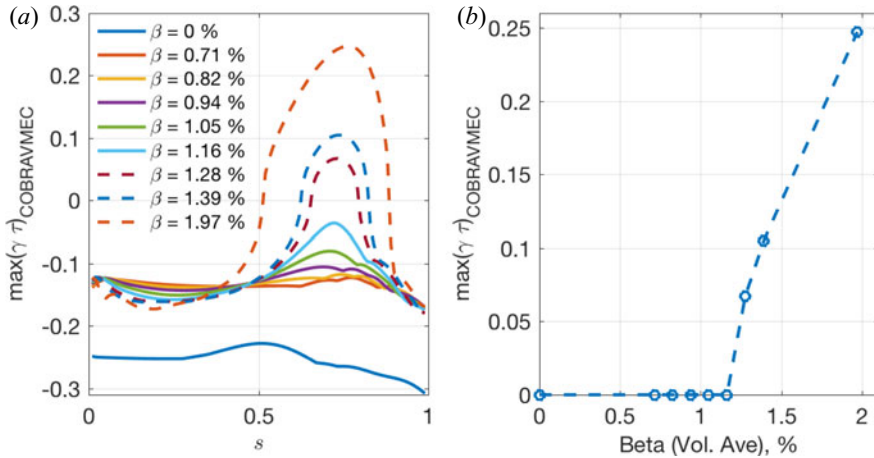 (a)
0.3
0.2
0.1
0
-0.1
-0.2
-0.3
max(γ τ)COBRAVMEC
β = 0 %
β = 0.71 %
β = 0.82 %
β = 0.94 %
β = 1.05 %
β = 1.16 %
β = 1.28 %
β = 1.39 %
β = 1.97 %
0 0.5 1
s
(b)
0.25
0.2
0.15
0.1
0.05
0
max(γ τ)COBRAVMEC
0 0.5 1 1.5 2
Beta (Vol. Ave), %